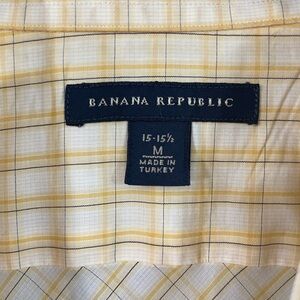 BANANA REPUBLIC
15-15½
M
MADE IN
TURKEY